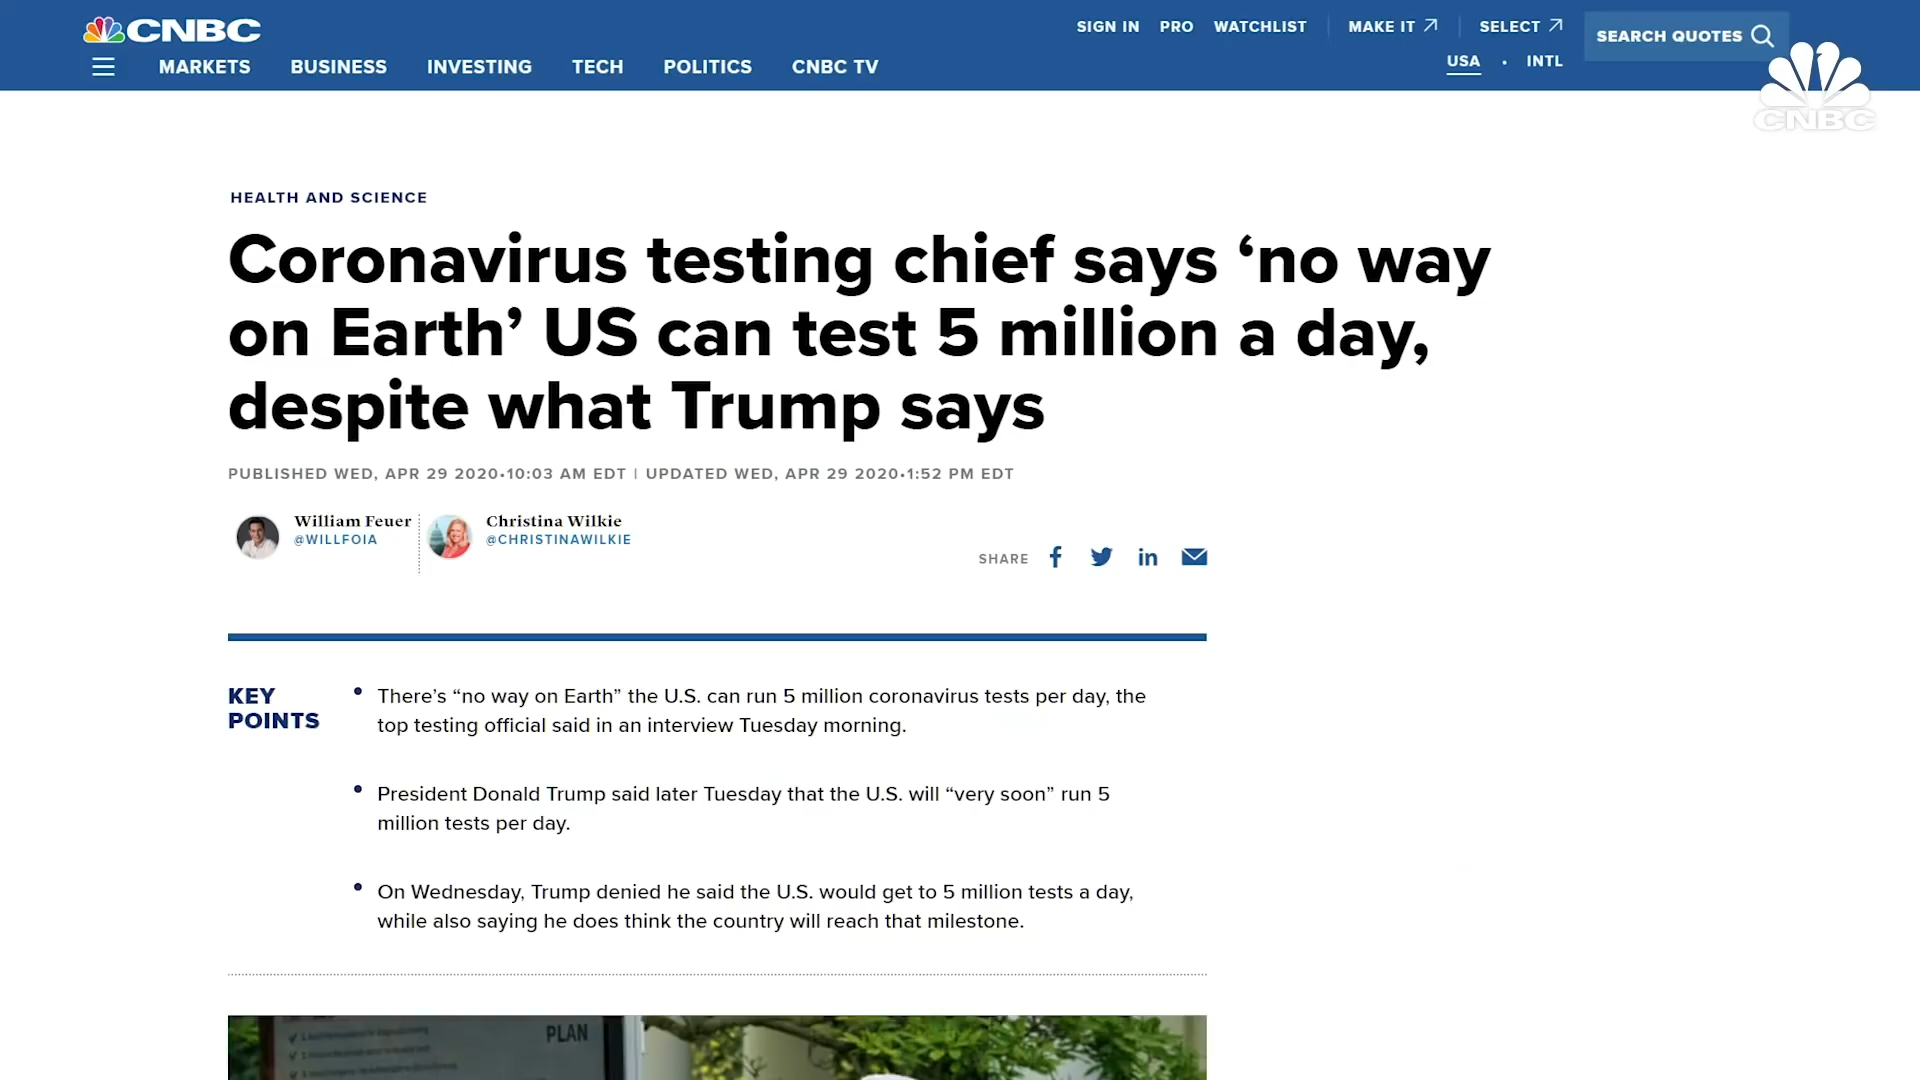 CNBC
SIGN IN PRO WATCHLIST MAKE IT SELECT SEARCH QUOTES
MARKETS BUSINESS INVESTING TECH POLITICS CNBC TV USA • INTL
CNBC
HEALTH AND SCIENCE
Coronavirus testing chief says ‘no way
on Earth’ US can test 5 million a day,
despite what Trump says
PUBLISHED WED, APR 29 2020•10:03 AM EDT | UPDATED WED, APR 29 2020•1:52 PM EDT
William Feuer
@WILLFOIA
Christina Wilkie
@CHRISTINAWILKIE
SHARE
KEY
POINTS
• There’s “no way on Earth” the U.S. can run 5 million coronavirus tests per day, the
top testing official said in an interview Tuesday morning.
• President Donald Trump said later Tuesday that the U.S. will “very soon” run 5
million tests per day.
• On Wednesday, Trump denied he said the U.S. would get to 5 million tests a day,
while also saying he does think the country will reach that milestone.
PLAN